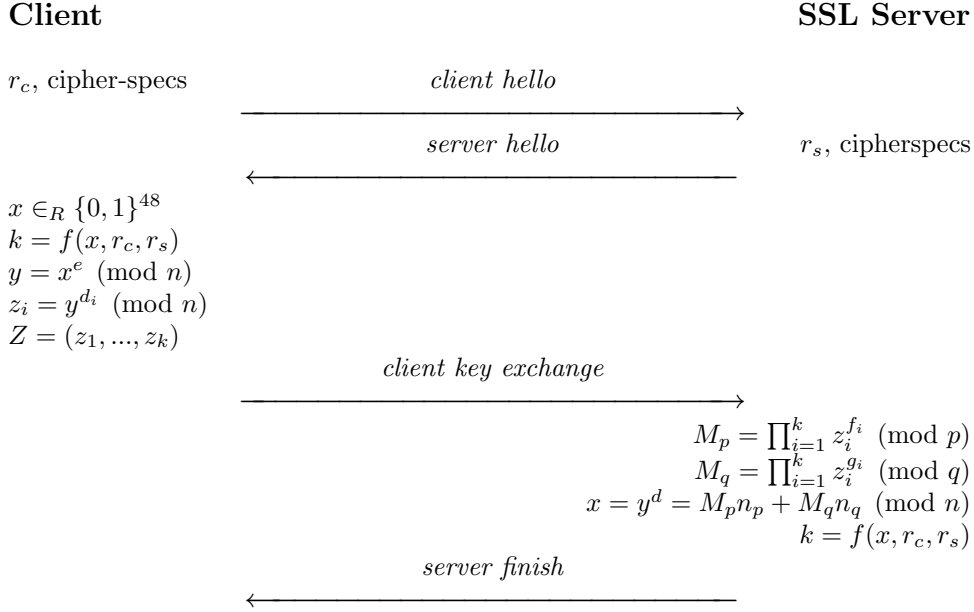 Client SSL Server
r_c, cipher-specs client hello
server hello r_s, cipherspecs
x ∈_R {0, 1}^48
k = f(x, r_c, r_s)
y = x^e (mod n)
z_i = y^{d_i} (mod n)
Z = (z_1, ..., z_k)
client key exchange
M_p = ∏_{i=1}^k z_i^{f_i} (mod p)
M_q = ∏_{i=1}^k z_i^{g_i} (mod q)
x = y^d = M_p n_p + M_q n_q (mod n)
k = f(x, r_c, r_s)
server finish